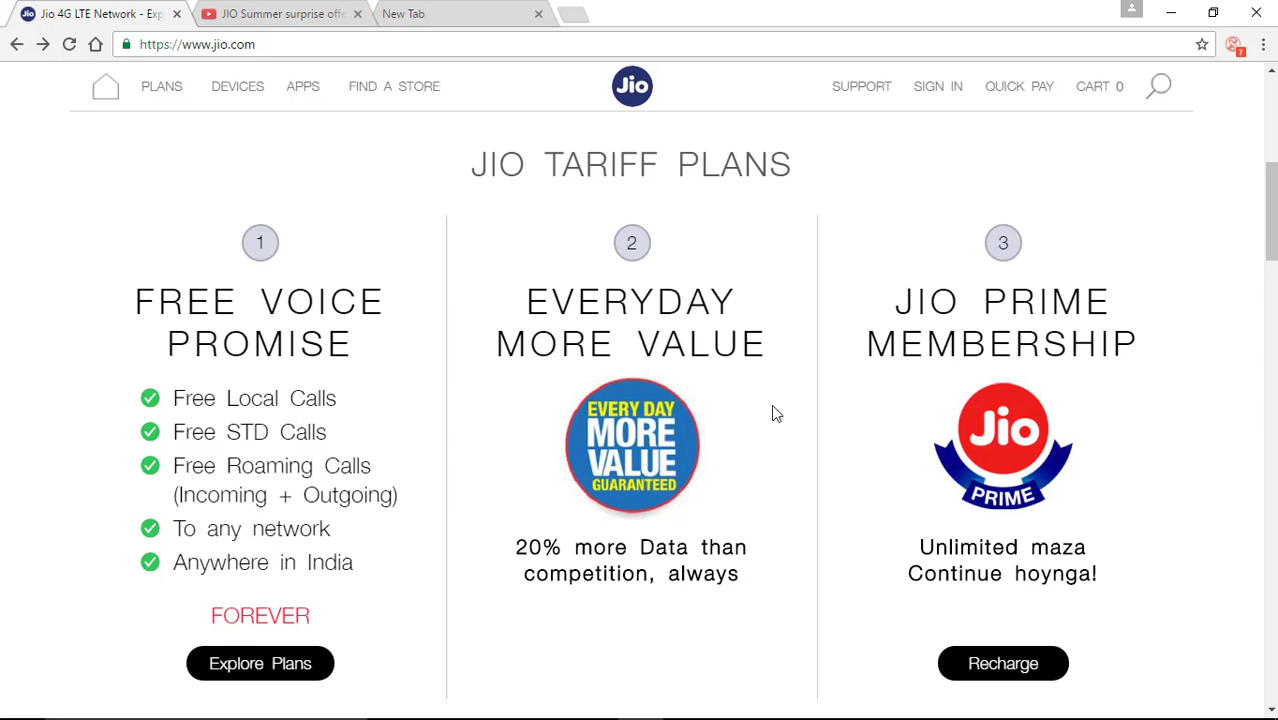 Jio 4G LTE Network - Exp
JIO Summer surprise offe
New Tab
https://www.jio.com
7
PLANS
DEVICES
APPS
FIND A STORE
Jio
SUPPORT
SIGN IN
QUICK PAY
CART 0
JIO TARIFF PLANS
1
FREE VOICE
PROMISE
Free Local Calls
Free STD Calls
Free Roaming Calls
(Incoming + Outgoing)
To any network
Anywhere in India
FOREVER
Explore Plans
2
EVERYDAY
MORE VALUE
EVERY DAY
MORE
VALUE
GUARANTEED
20% more Data than
competition, always
3
JIO PRIME
MEMBERSHIP
Jio
PRIME
Unlimited maza
Continue hoynga!
Recharge